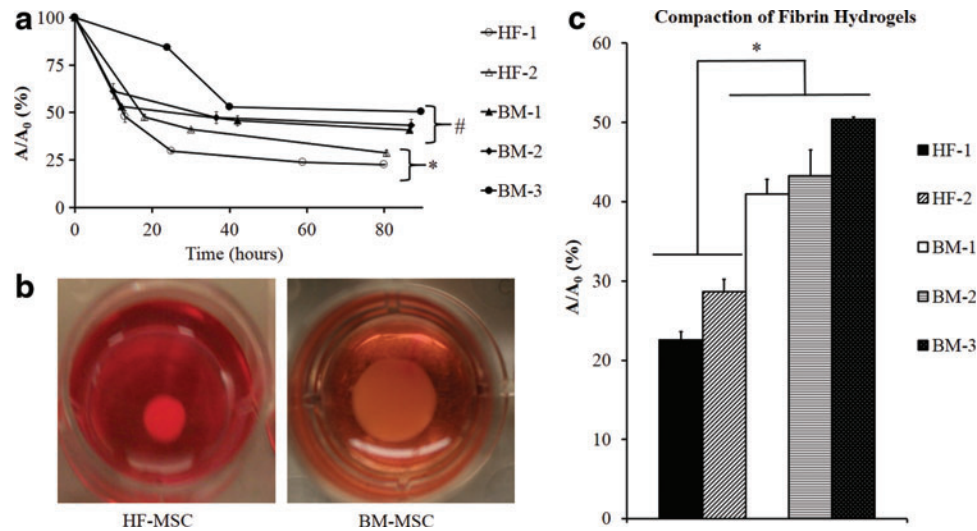 a
A/A0 (%)
100
75
50
25
0
0
20
40
60
80
Time (hours)
#
*
HF-1
HF-2
BM-1
BM-2
BM-3
b
HF-MSC
BM-MSC
c
Compaction of Fibrin Hydrogels
A/A0 (%)
60
50
40
30
20
10
0
*
HF-1
HF-2
BM-1
BM-2
BM-3